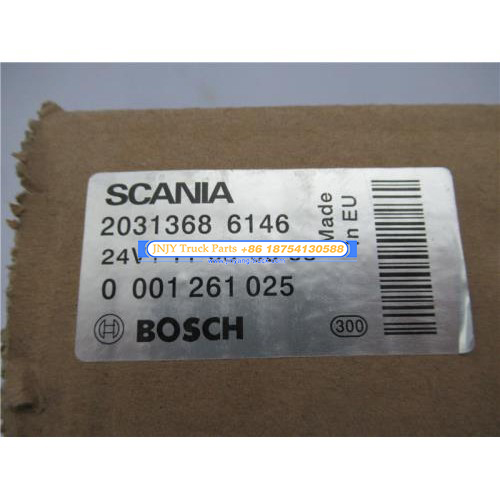 SCANIA
2031368 6146
JNJY Truck Parts +86 18754130588
24V
0 001 261 025
BOSCH
300
Made
in EU